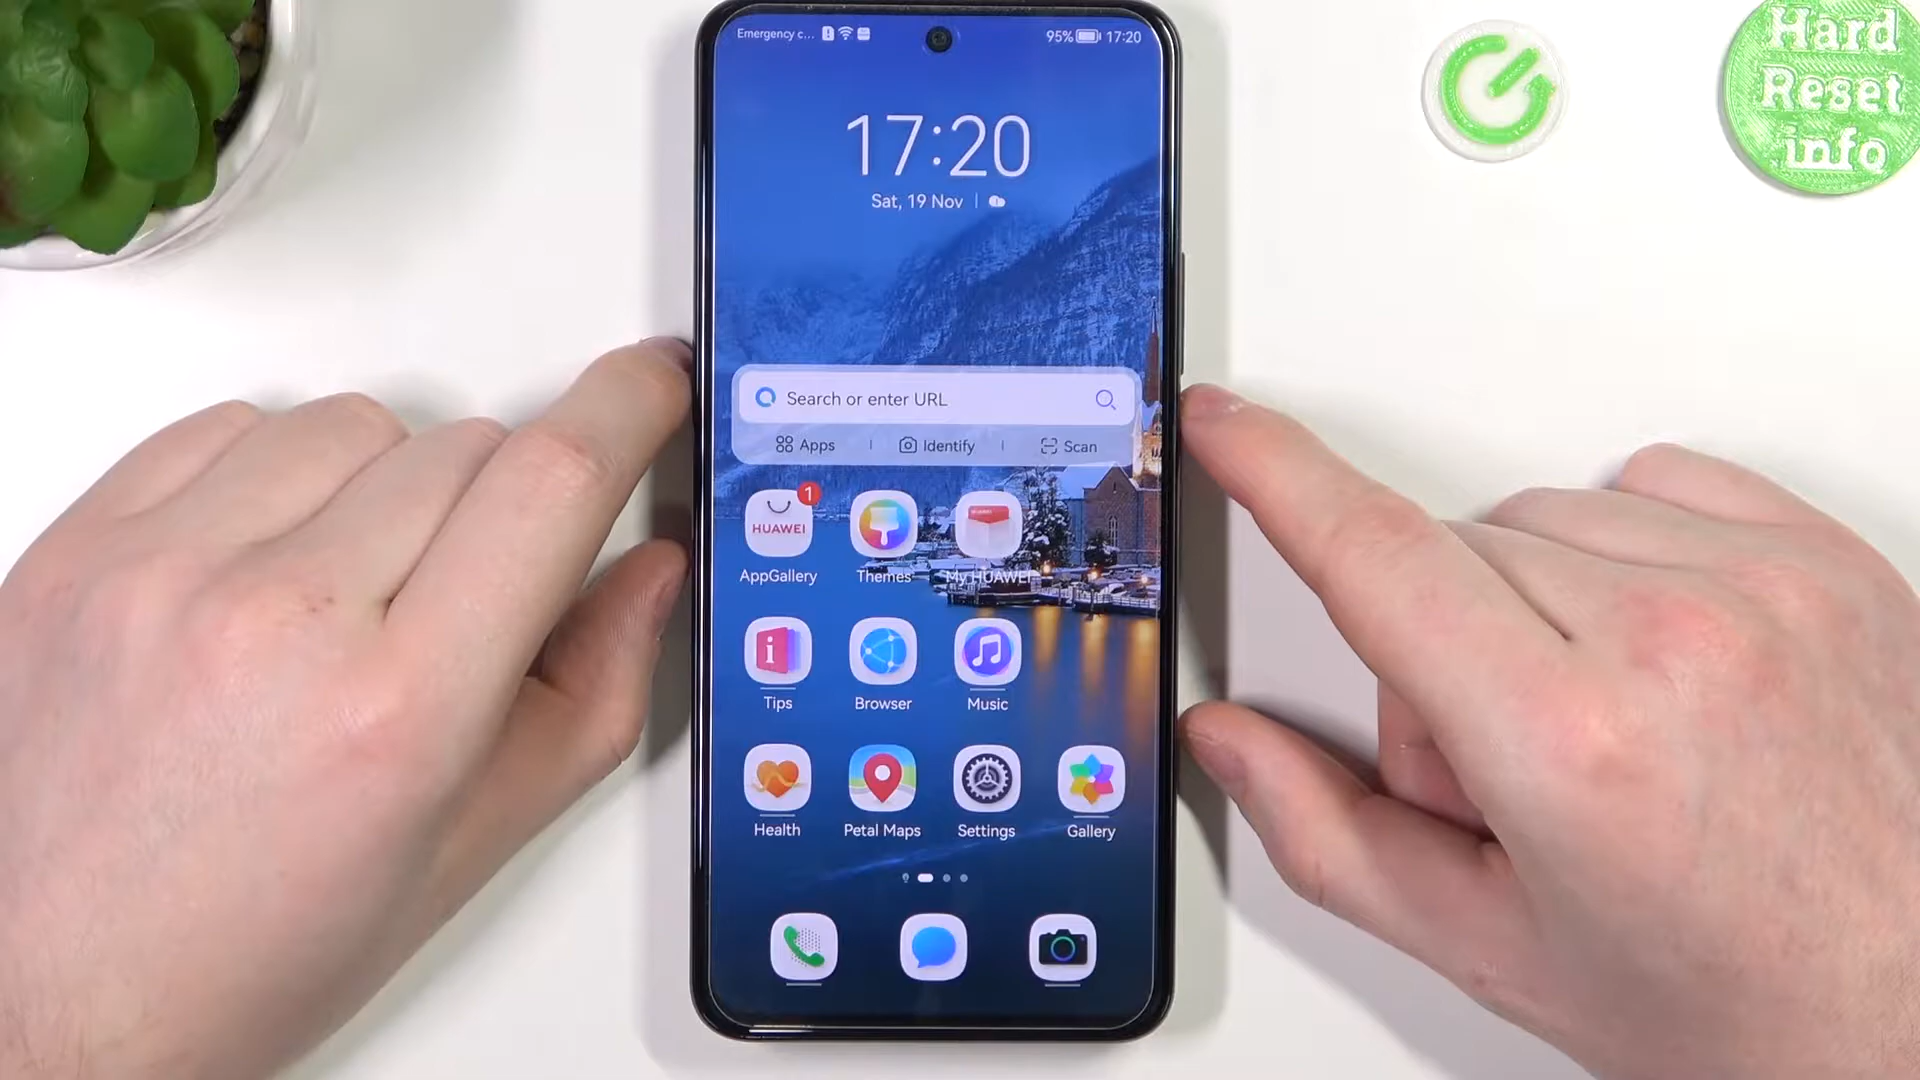 Emergency c... 95% 17:20
17:20
Sat, 19 Nov
Search or enter URL
Apps Identify Scan
1
HUAWEI HUAWEI
AppGallery Themes My HUAWEI
Tips Browser Music
Health Petal Maps Settings Gallery
Hard
Reset
info